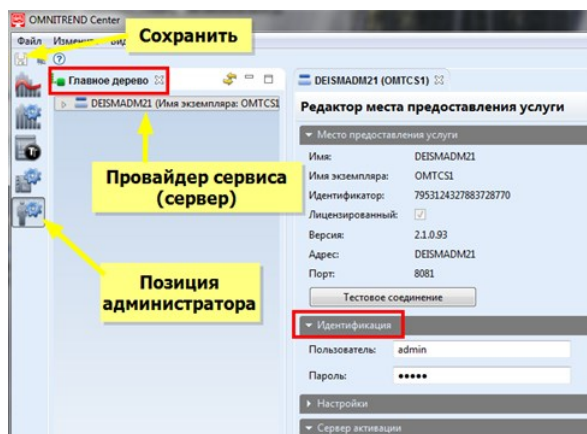 OMNITREND Center
Файл
Сохранить
Главное дерево
DEISMADM21 (Имя экземпляра: OMTCS1
Провайдер сервиса
(сервер)
Позиция
администратора
DEISMADM21 (OMTCS1)
Редактор места предоставления услуги
Место предоставления услуги
Имя: DEISMADM21
Имя экземпляра: OMTCS1
Идентификатор: 7953124327883728770
Лицензированный:
Версия: 2.1.0.93
Адрес: DEISMADM21
Порт: 8081
Тестовое соединение
Идентификация
Пользователь: admin
Пароль: •••••
Настройки
Сервер активации